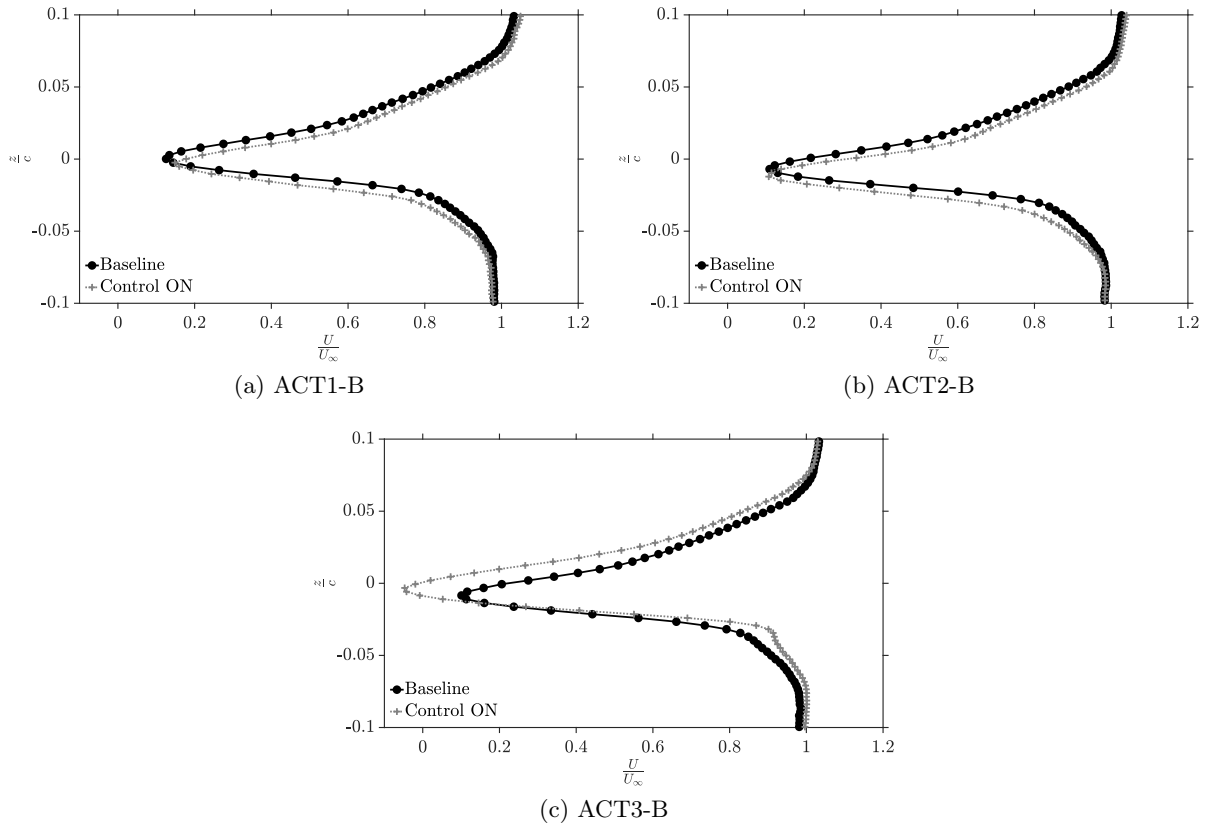 0.1
0.05
0
-0.05
-0.1
z/c
Baseline
Control ON
0 0.2 0.4 0.6 0.8 1 1.2
U/U∞
(a) ACT1-B
0.1
0.05
0
-0.05
-0.1
z/c
Baseline
Control ON
0 0.2 0.4 0.6 0.8 1 1.2
U/U∞
(b) ACT2-B
0.1
0.05
0
-0.05
-0.1
z/c
Baseline
Control ON
0 0.2 0.4 0.6 0.8 1 1.2
U/U∞
(c) ACT3-B